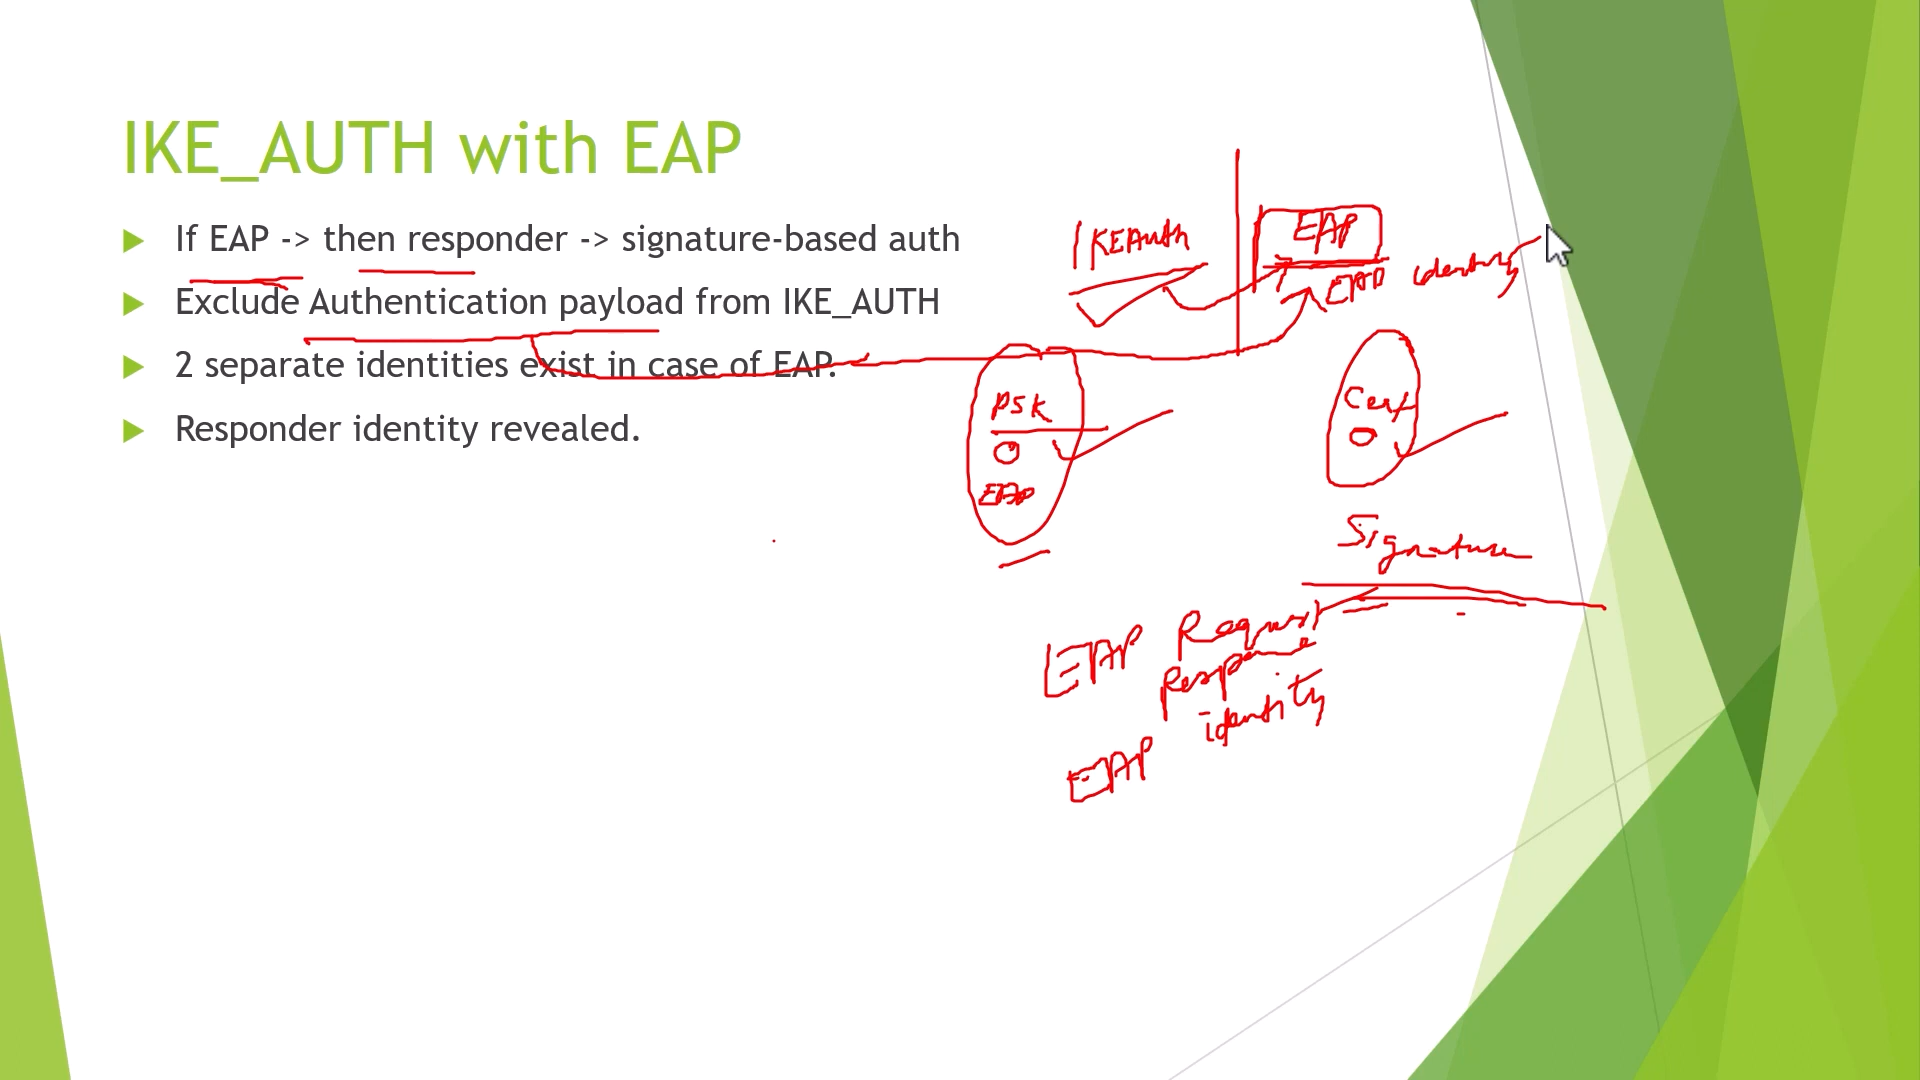 IKE_AUTH with EAP
If EAP -> then responder -> signature-based auth
Exclude Authentication payload from IKE_AUTH
2 separate identities exist in case of EAP.
Responder identity revealed.
IKEAuth
EAP
EAP identity
PSK
EAP
Cert
Signature
EAP Request
Response
identity
EAP